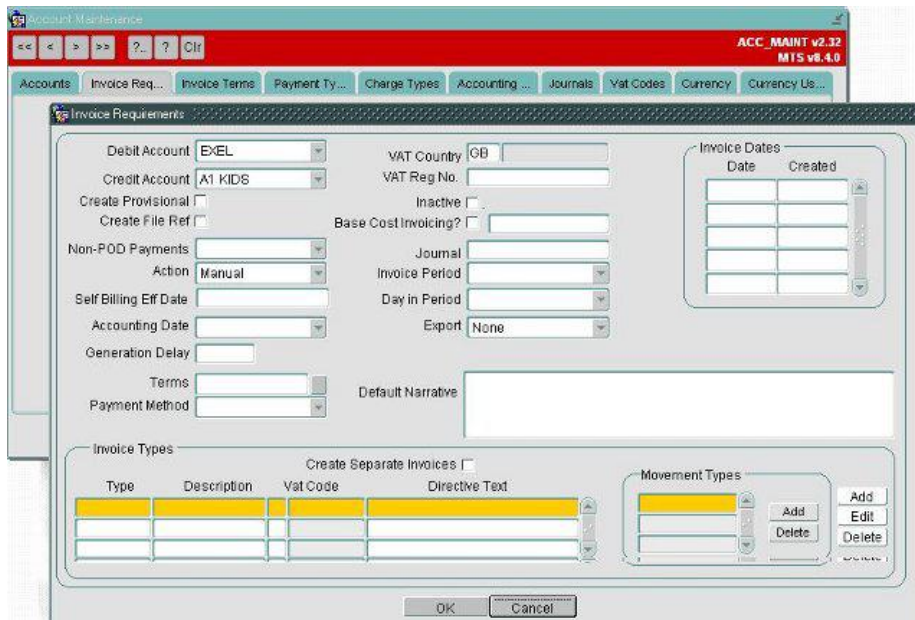 Account Maintenance
<< < > >> ?.. ? Clr
ACC_MAINT v2.32
MTS v8.4.0
Accounts Invoice Req... Invoice Terms Payment Ty... Charge Types Accounting ... Journals Vat Codes Currency Currency Us...
Invoice Requirements
Debit Account EXEL
VAT Country GB
Credit Account A1 KIDS
VAT Reg No.
Create Provisional
Inactive
Create File Ref
Base Cost Invoicing?
Non-POD Payments
Journal
Action Manual
Invoice Period
Self Billing Eff Date
Day in Period
Accounting Date
Export None
Generation Delay
Terms
Default Narrative
Payment Method
Invoice Dates
Date Created
Invoice Types
Create Separate Invoices
Type Description Vat Code Directive Text
Movement Types
Add
Delete
Add
Edit
Delete
OK Cancel